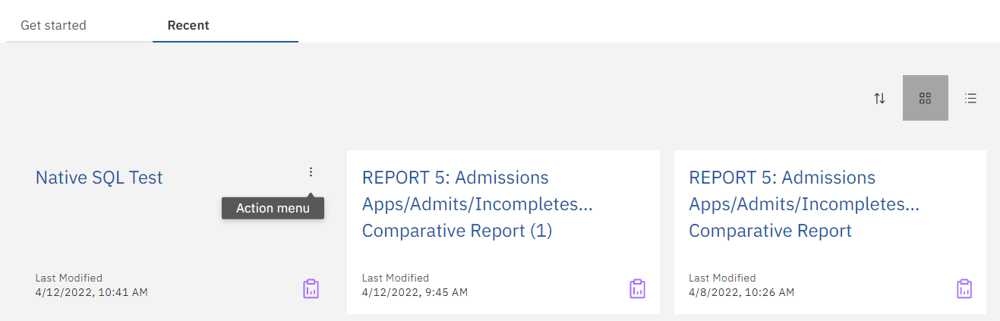 Get started
Recent
Native SQL Test
Action menu
Last Modified
4/12/2022, 10:41 AM
REPORT 5: Admissions
Apps/Admits/Incompletes...
Comparative Report (1)
Last Modified
4/12/2022, 9:45 AM
REPORT 5: Admissions
Apps/Admits/Incompletes...
Comparative Report
Last Modified
4/8/2022, 10:26 AM